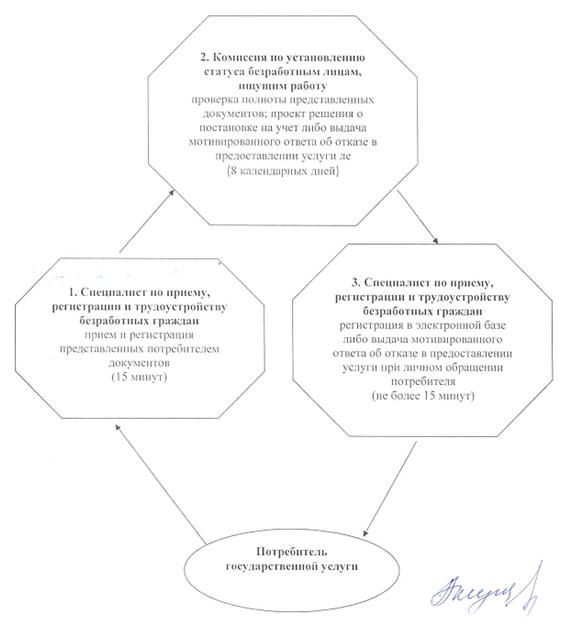 2. Комиссия по установлению
статуса безработным лицам,
ищущим работу
проверка полноты представленных
документов; проект решения о
постановке на учет либо выдача
мотивированного ответа об отказе в
предоставлении услуги ле
(8 календарных дней)
1. Специалист по приему,
регистрации и трудоустройству
безработных граждан
прием и регистрация
представленных потребителем
документов
(15 минут)
3. Специалист по приему,
регистрации и трудоустройству
безработных граждан
регистрация в электронной базе
либо выдача мотивированного
ответа об отказе в предоставлении
услуги при личном обращении
потребителя
(не более 15 минут)
Потребитель
государственной услуги